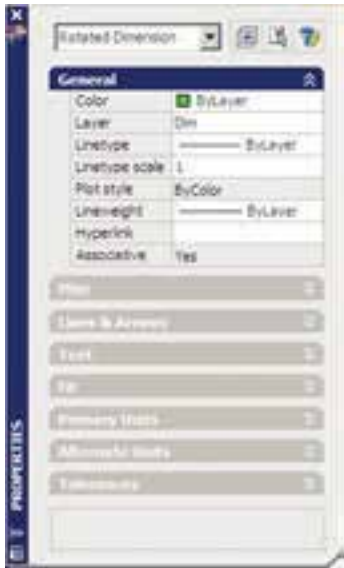 Rotated Dimension
General
Color ByLayer
Layer Dim
Linetype ByLayer
Linetype scale 1
Plot style ByColor
Lineweight ByLayer
Hyperlink
Associative Yes
Misc
Lines & Arrows
Text
Fit
Primary Units
Alternate Units
Tolerances
PROPERTIES